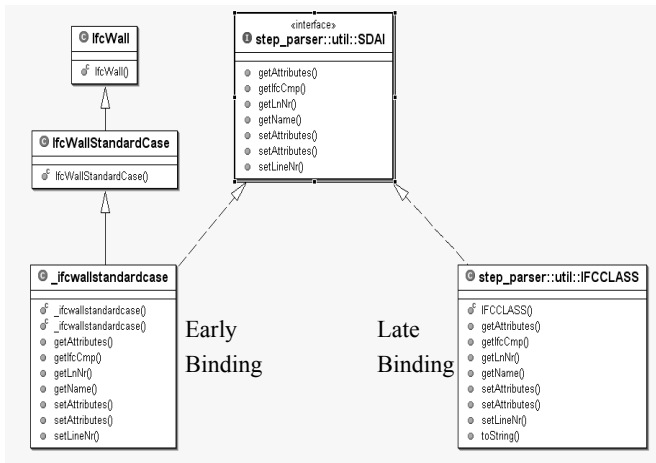 IfcWall
IfcWall()
IfcWallStandardCase
IfcWallStandardCase()
«interface»
step_parser::util::SDAI
getAttributes()
getIfcCmp()
getLnNr()
getName()
setAttributes()
setAttributes()
setLineNr()
_ifcwallstandardcase
_ifcwallstandardcase()
_ifcwallstandardcase()
getAttributes()
getIfcCmp()
getLnNr()
getName()
setAttributes()
setAttributes()
setLineNr()
Early
Binding
Late
Binding
step_parser::util::IFCCLASS
IFCCLASS()
getAttributes()
getIfcCmp()
getLnNr()
getName()
setAttributes()
setAttributes()
setLineNr()
toString()